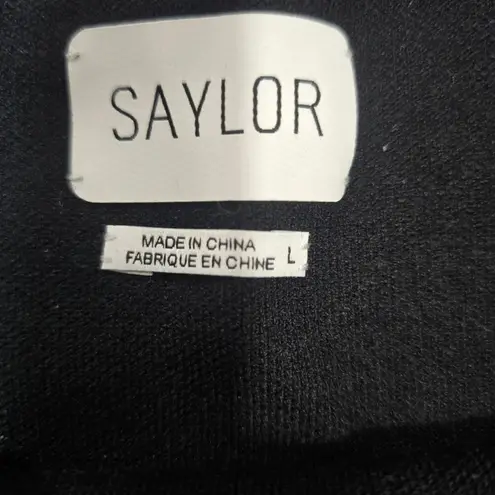 SAYLOR
MADE IN CHINA
FABRIQUE EN CHINE L